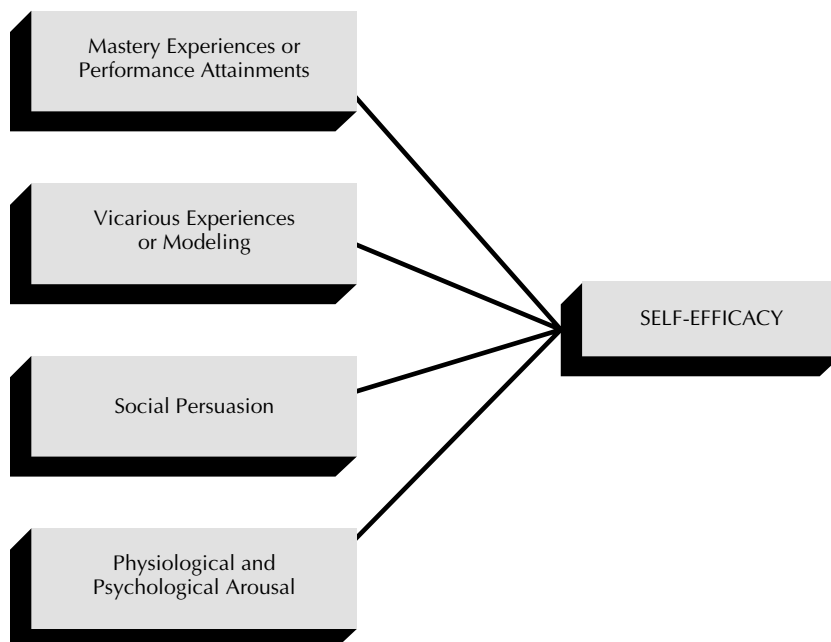 Mastery Experiences or
Performance Attainments
Vicarious Experiences
or Modeling
SELF-EFFICACY
Social Persuasion
Physiological and
Psychological Arousal